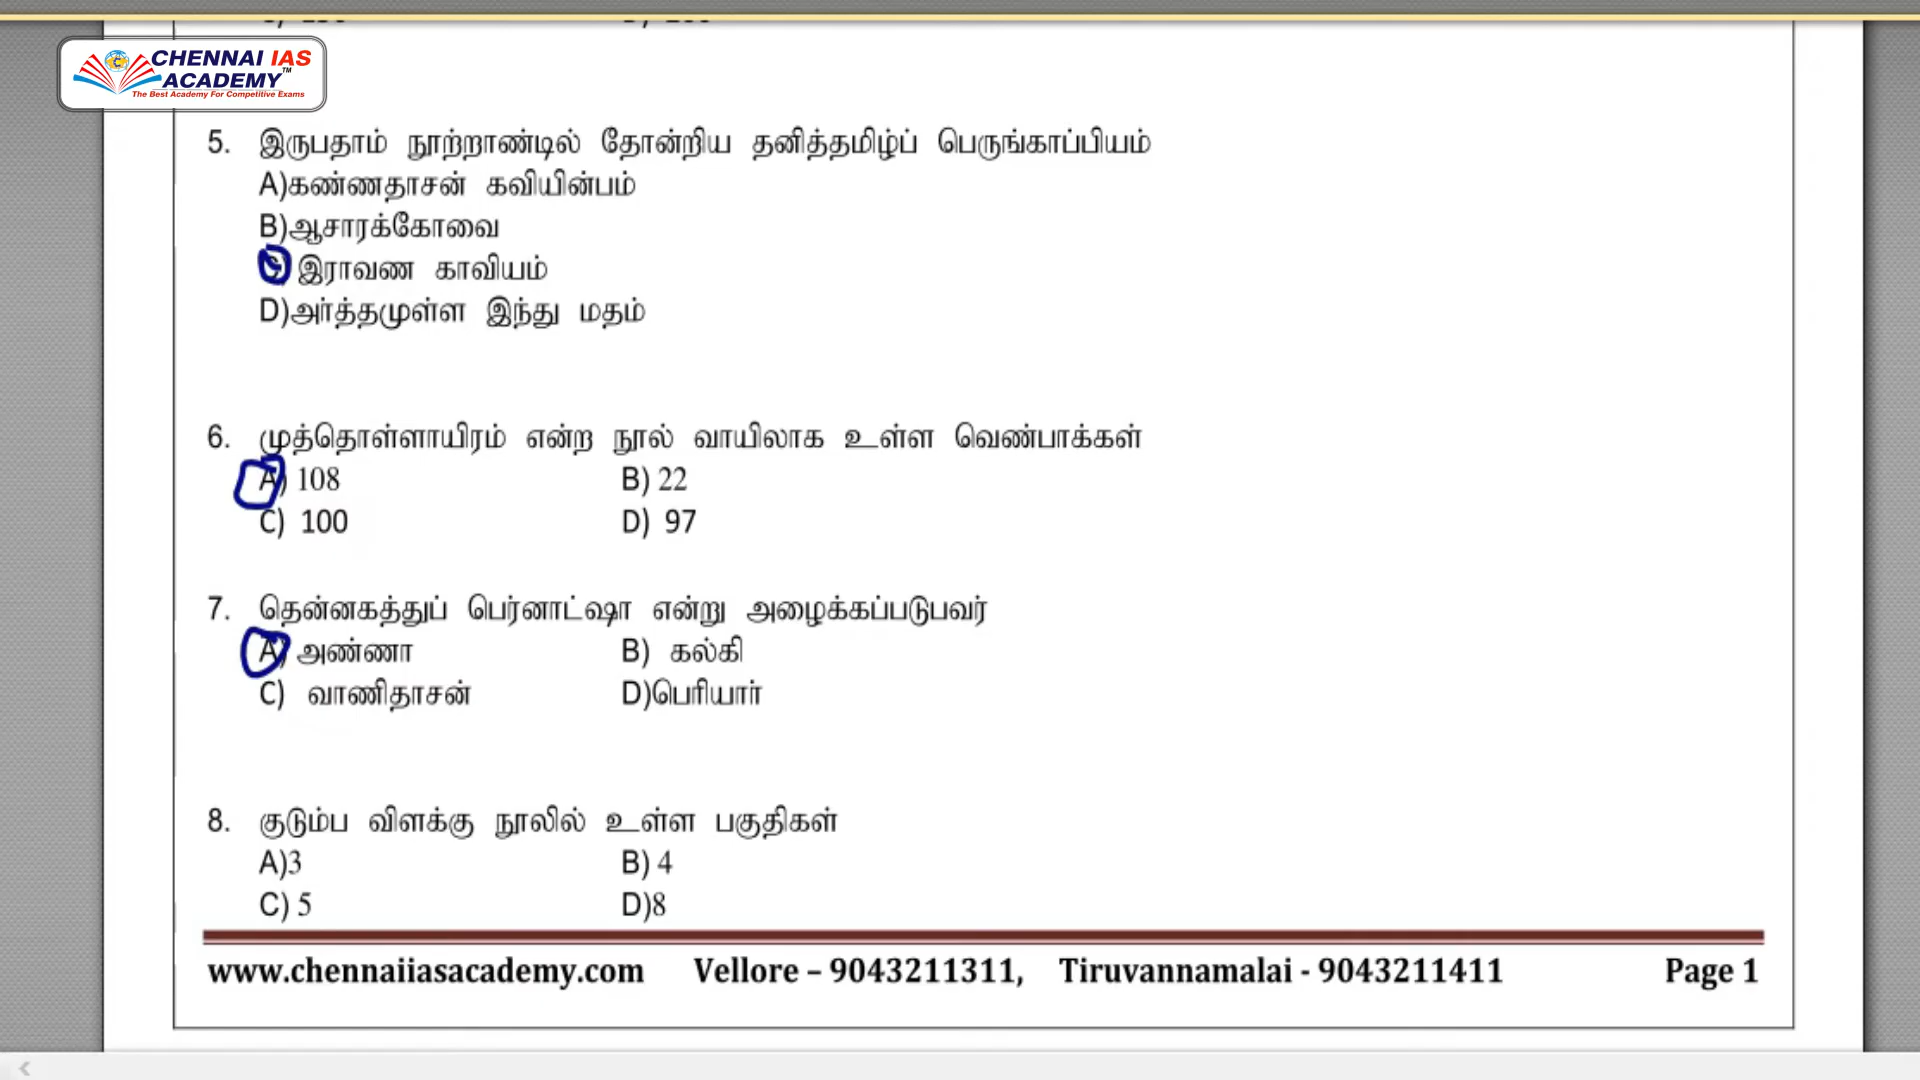 CHENNAI IAS
ACADEMY™
The Best Academy For Competitive Exams
5. இருபதாம் நூற்றாண்டில் தோன்றிய தனித்தமிழ்ப் பெருங்காப்பியம்
A)கண்ணதாசன் கவியின்பம்
B)ஆசாரக்கோவை
C) இராவண காவியம்
D)அர்த்தமுள்ள இந்து மதம்
6. முத்தொள்ளாயிரம் என்ற நூல் வாயிலாக உள்ள வெண்பாக்கள்
A) 108 B) 22
C) 100 D) 97
7. தென்னகத்துப் பெர்னாட்ஷா என்று அழைக்கப்படுபவர்
A) அண்ணா B) கல்கி
C) வாணிதாசன் D)பெரியார்
8. குடும்ப விளக்கு நூலில் உள்ள பகுதிகள்
A)3 B) 4
C) 5 D)8
www.chennaiiasacademy.com Vellore – 9043211311, Tiruvannamalai - 9043211411 Page 1